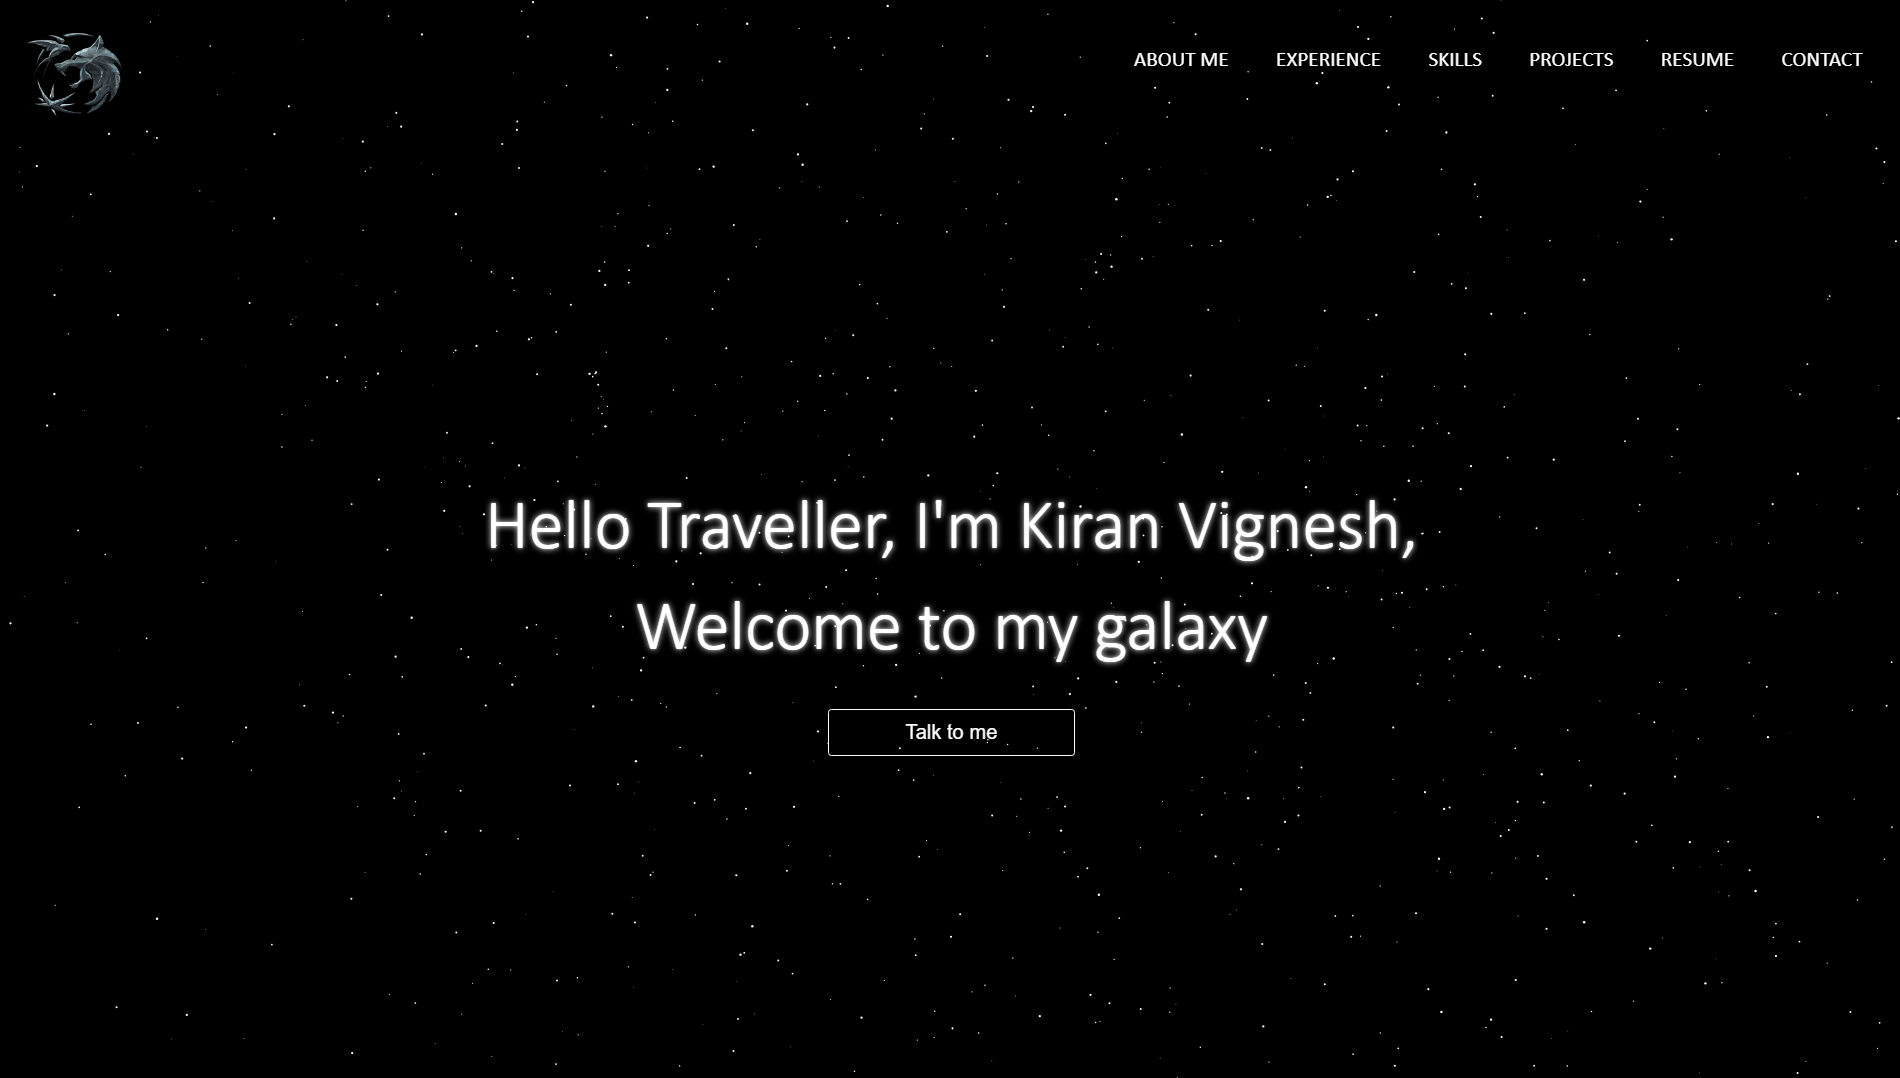 ABOUT ME EXPERIENCE SKILLS PROJECTS RESUME CONTACT
Hello Traveller, I'm Kiran Vignesh,
Welcome to my galaxy
Talk to me